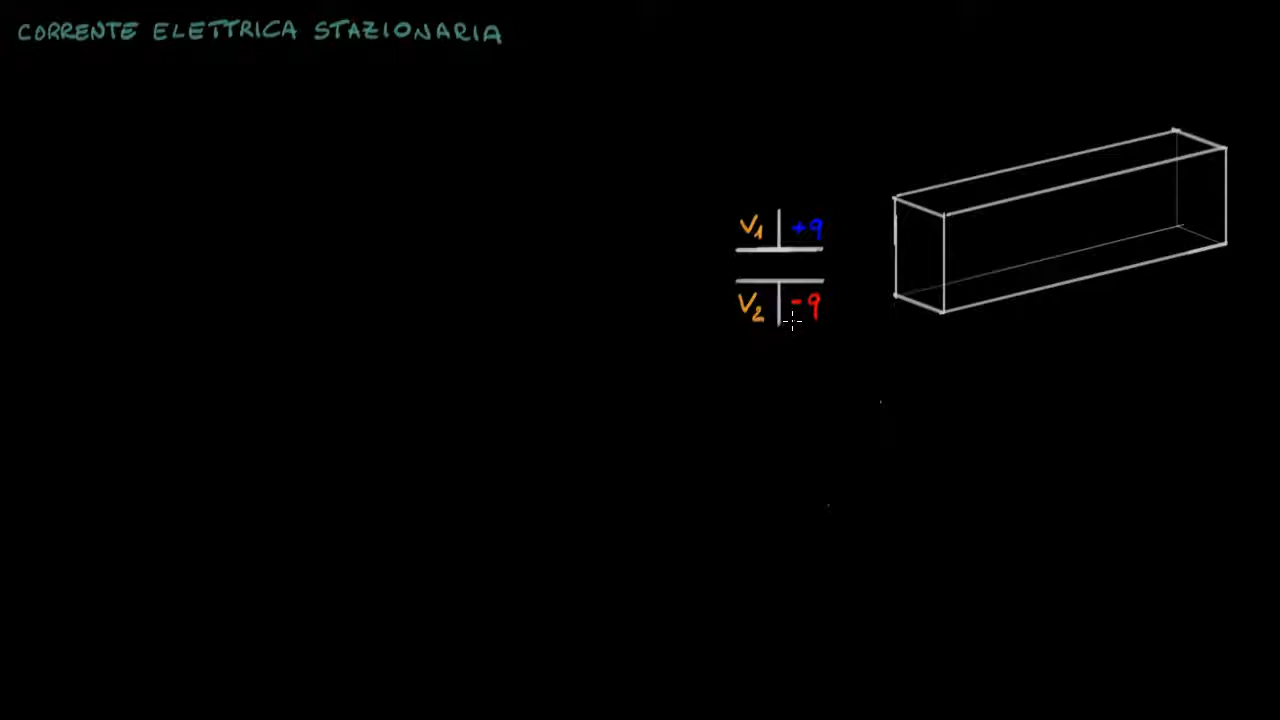 CORRENTE ELETTRICA STAZIONARIA
V1 +q
V2 -q